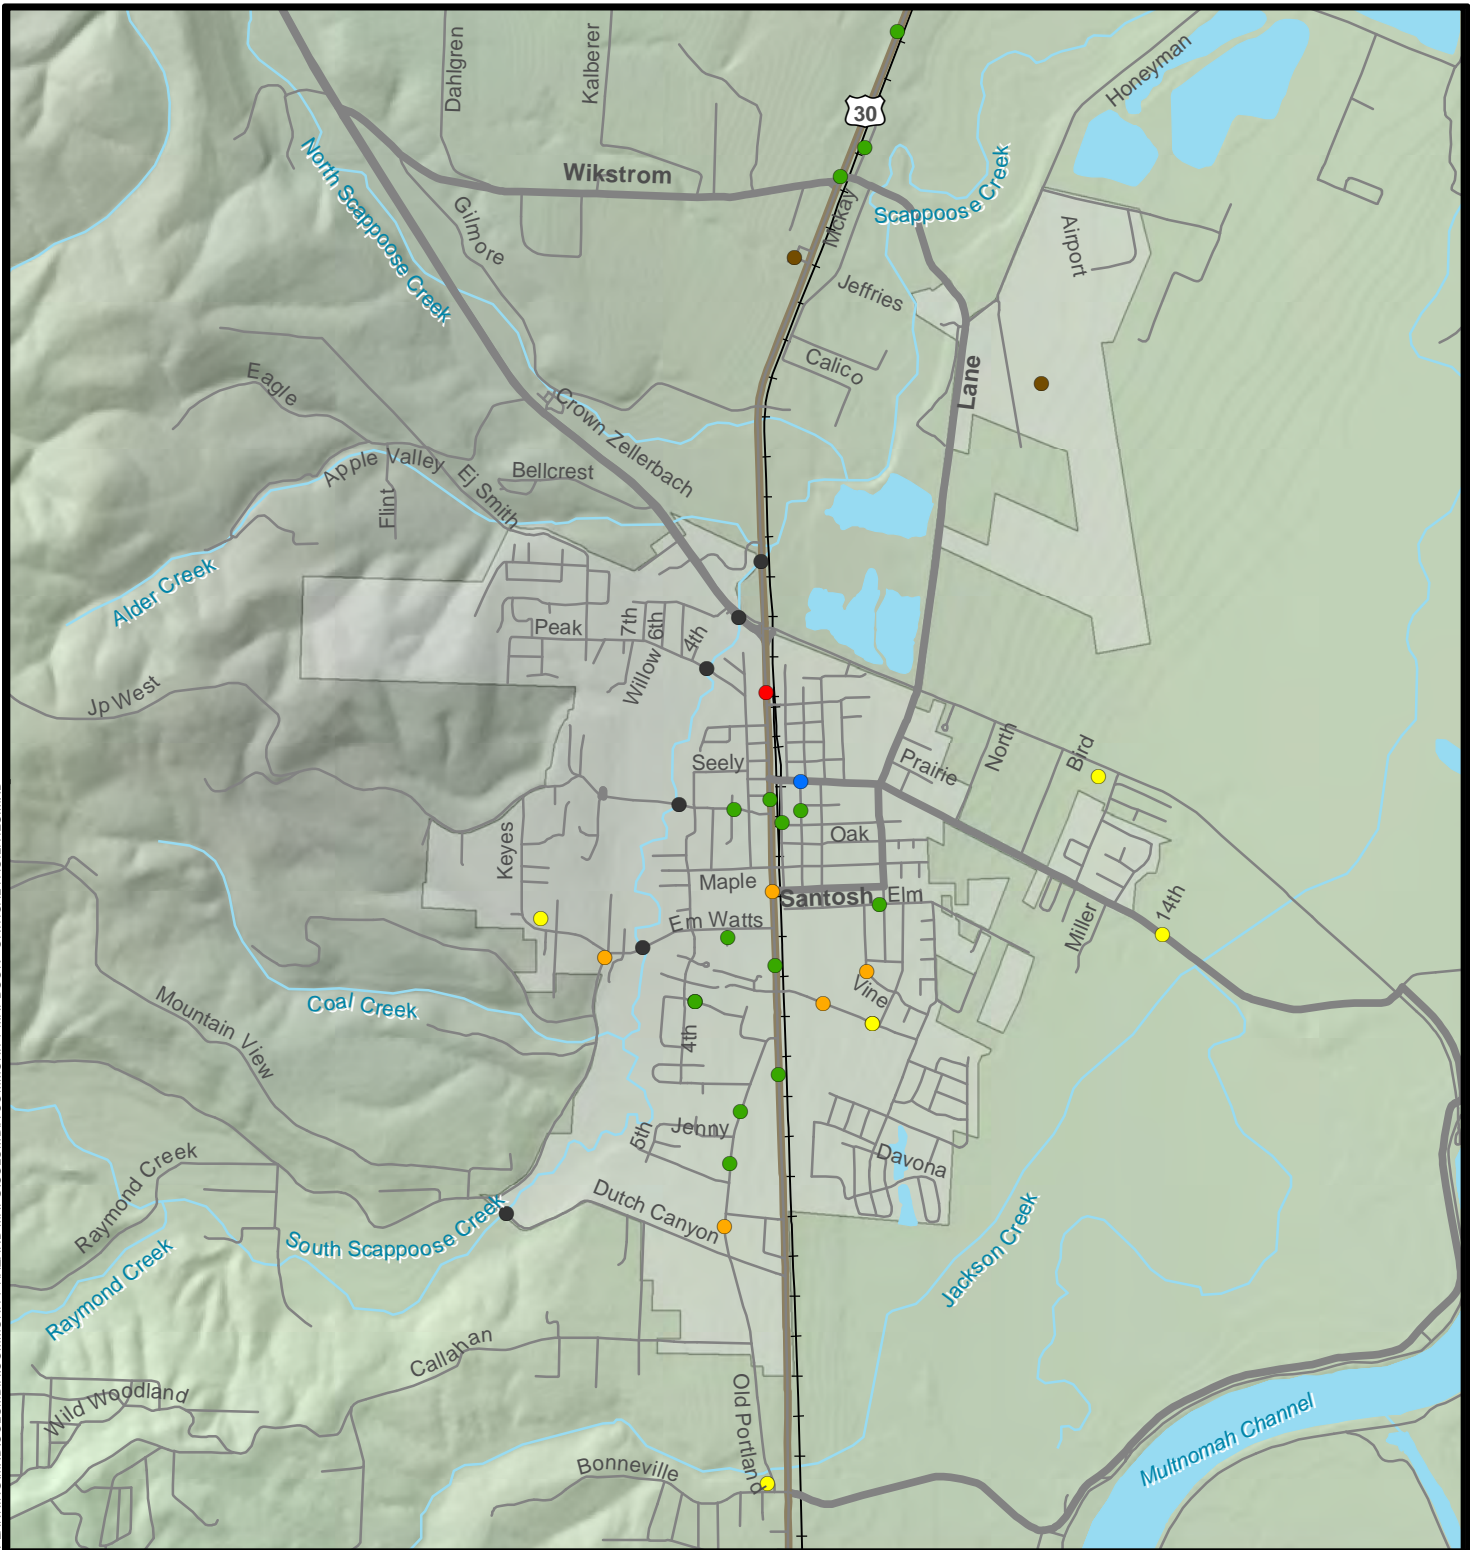 Dahlgren
Kalberer
Honeyman
30
Wikstrom
North Scappoose Creek
Scappoose Creek
Gilmore
Mckay
Airport
Jeffries
Calico
Lane
Eagle
Crown Zellerbach
Apple Valley
Ej Smith
Bellcrest
Flint
Alder Creek
Peak
7th
6th
4th
Willow
Jp West
Seely
Prairie
North
Bird
Keyes
Oak
Maple
Santosh
Elm
Em Watts
Miller
14th
Vine
Mountain View
Coal Creek
4th
5th
Jenny
Davona
Raymond Creek
Dutch Canyon
South Scappoose Creek
Raymond Creek
Jackson Creek
Callahan
Wild Woodland
Old Portland
Bonneville
Multnomah Channel